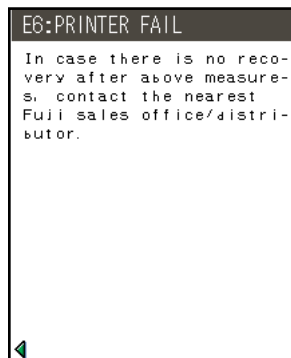 E6:PRINTER FAIL
In case there is no reco-
very after above measure-
s, contact the nearest
Fuji sales office/distri-
butor.